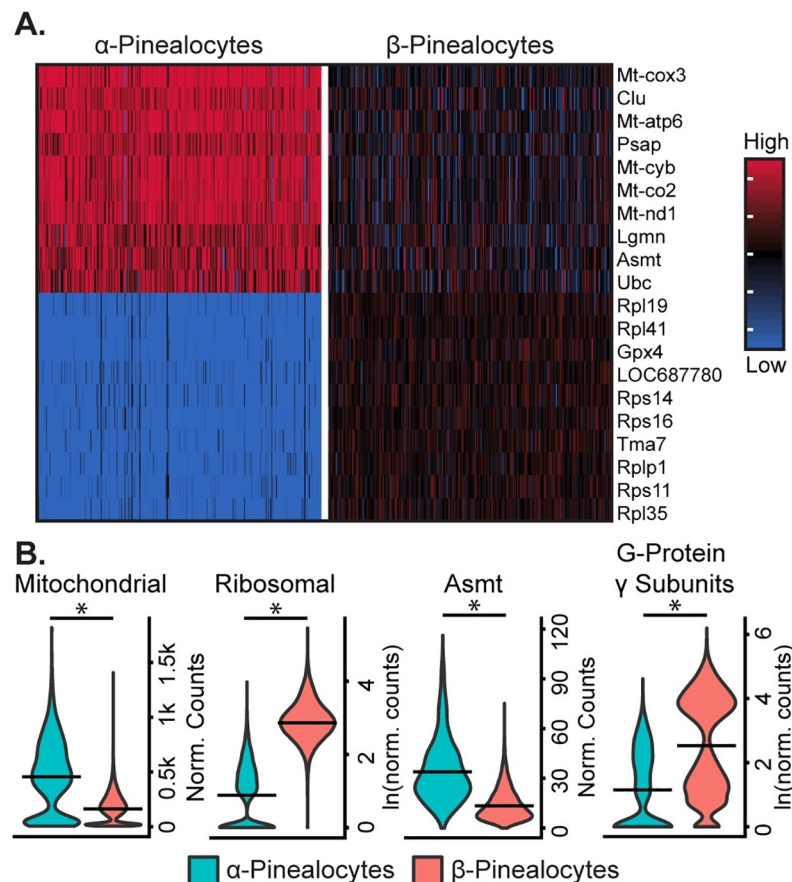 A.
α-Pinealocytes β-Pinealocytes
Mt-cox3
Clu
Mt-atp6
Psap
Mt-cyb
Mt-co2
Mt-nd1
Lgmn
Asmt
Ubc
Rpl19
Rpl41
Gpx4
LOC687780
Rps14
Rps16
Tma7
Rplp1
Rps11
Rpl35
High
Low
B.
Mitochondrial
*
1.5k
1k
0.5k
0
Norm. Counts
Ribosomal
*
4
2
0
ln(norm. counts)
Asmt
*
120
90
60
30
0
Norm. Counts
G-Protein
γ Subunits
*
6
4
2
0
ln(norm. counts)
α-Pinealocytes β-Pinealocytes